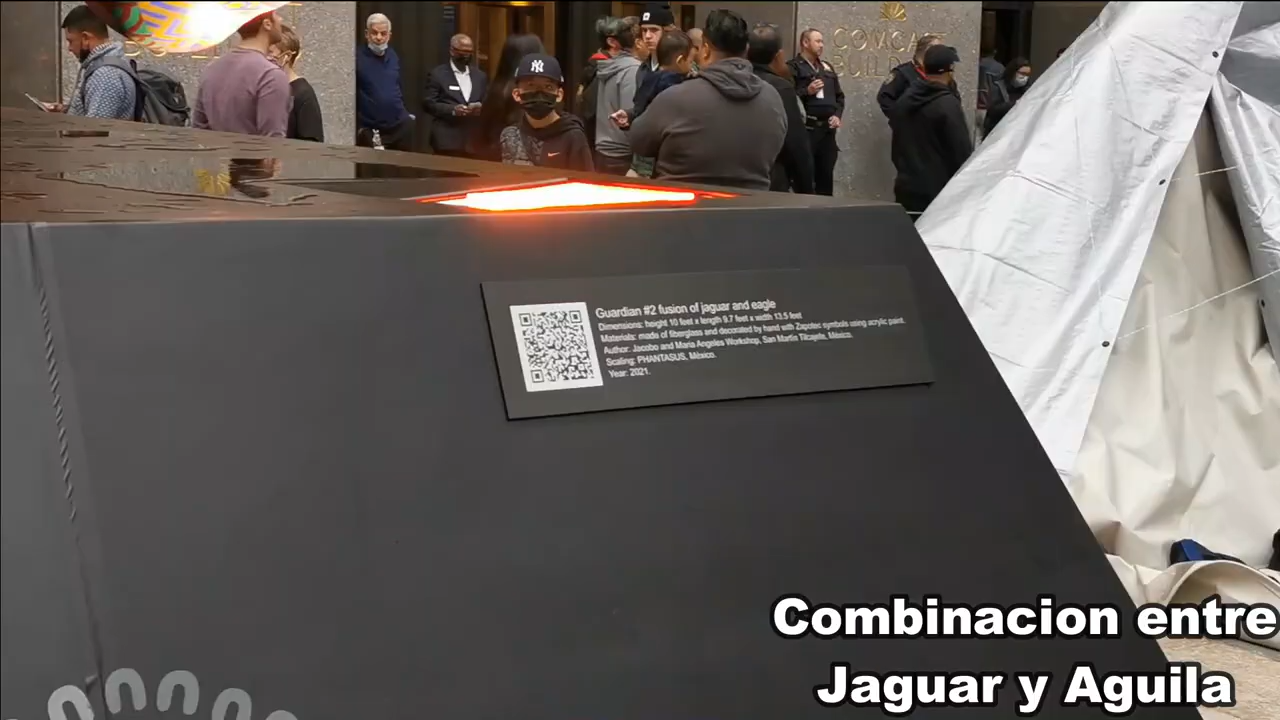 COMCAST
BUILDING
NY
Guardian #2 fusion of jaguar and eagle
Dimensions: height 10 feet x length 9.7 feet x width 13.5 feet
Materials: made of fiberglass and decorated by hand with Zapotec symbols using acrylic paint.
Author: Jacobo and Maria Angeles Workshop, San Martín Tilcajete, México.
Scaling: PHANTASUS, México.
Year: 2021.
Combinacion entre
Jaguar y Aguila